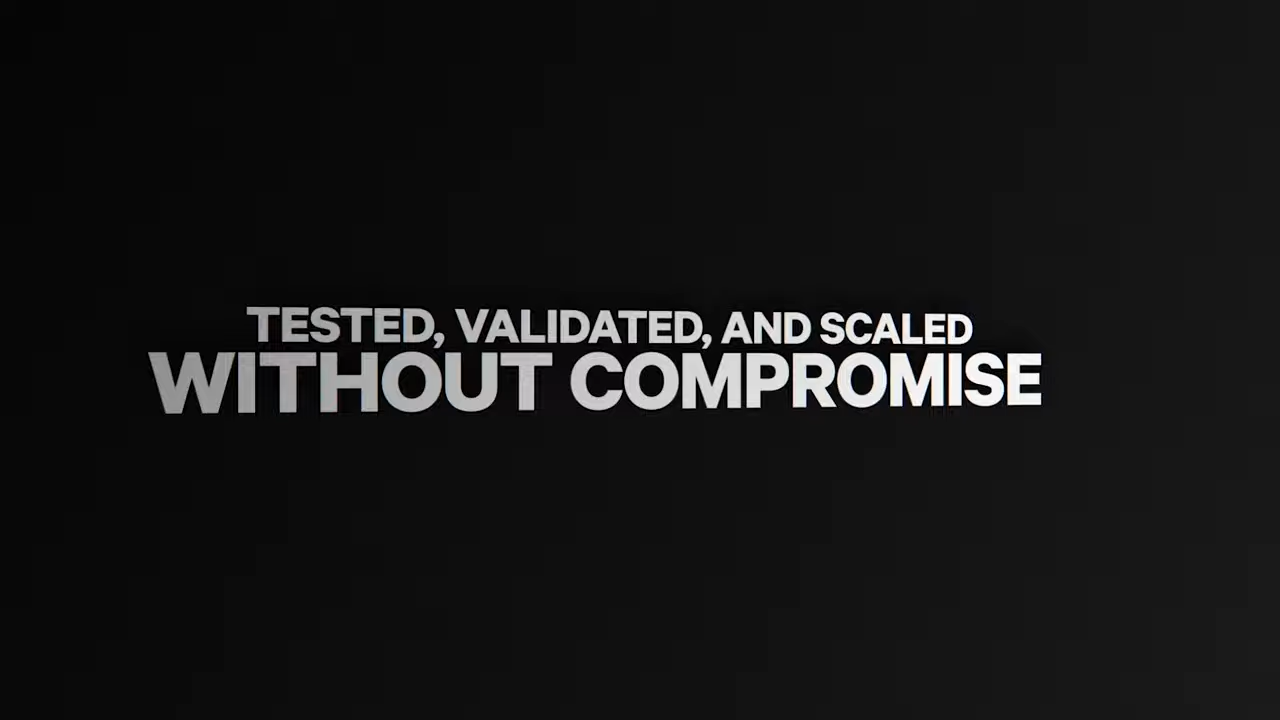 TESTED, VALIDATED, AND SCALED
WITHOUT COMPROMISE